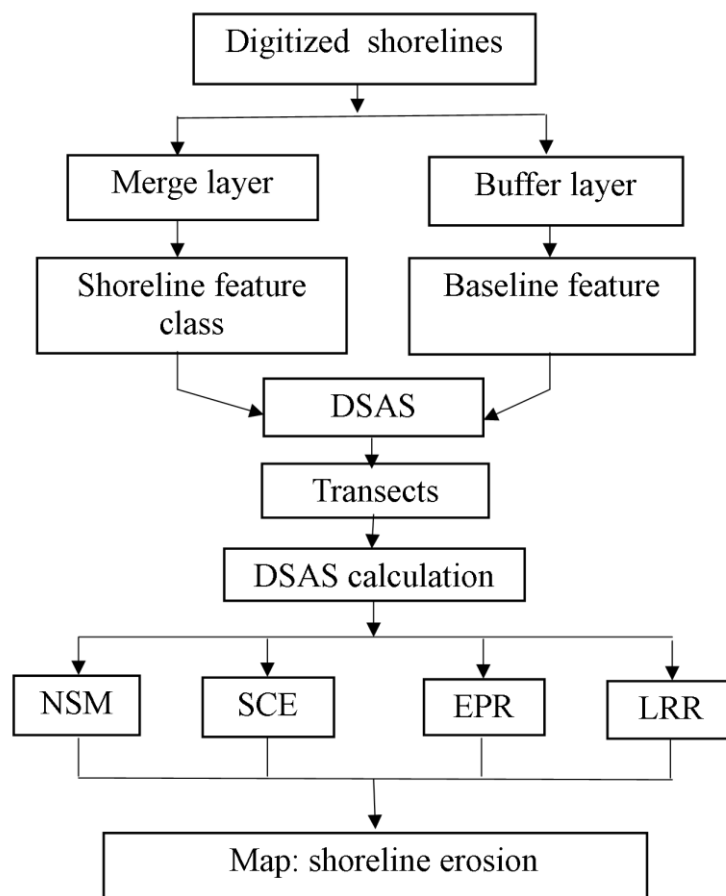 Digitized shorelines
Merge layer
Buffer layer
Shoreline feature
class
Baseline feature
DSAS
Transects
DSAS calculation
NSM
SCE
EPR
LRR
Map: shoreline erosion